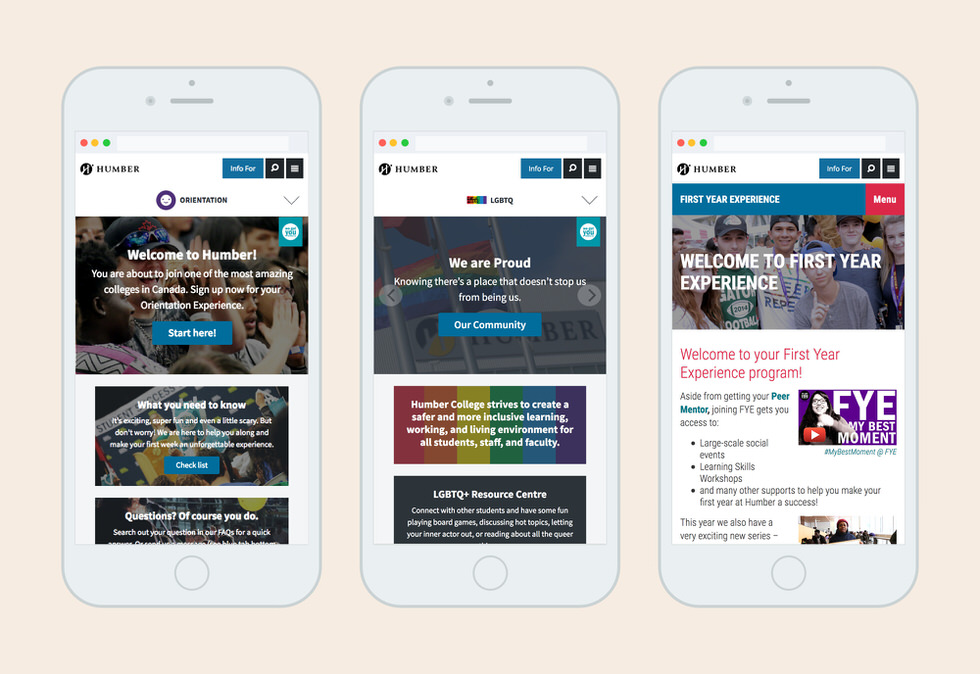 HUMBER
Info For
ORIENTATION
we got
you
Welcome to Humber!
You are about to join one of the most amazing
colleges in Canada. Sign up now for your
Orientation Experience.
Start here!
What you need to know
It's exciting, super fun and even a little scary. But
don't worry! We are here to help you along and
make your first week an unforgettable experience.
Check list
Questions? Of course you do.
Search out your question in our FAQs for a quick
HUMBER
Info For
LGBTQ
we got
you
We are Proud
Knowing there's a place that doesn't stop us
from being us.
Our Community
HUMBER
Humber College strives to create a
safer and more inclusive learning,
working, and living environment for
all students, staff, and faculty.
LGBTQ+ Resource Centre
Connect with other students and have some fun
playing board games, discussing hot topics, letting
your inner actor out, or reading about all the queer
HUMBER
Info For
FIRST YEAR EXPERIENCE
Menu
WELCOME TO FIRST YEAR
EXPERIENCE
GATOR
FOOTBALL
Welcome to your First Year
Experience program!
Aside from getting your Peer
Mentor, joining FYE gets you
access to:
• Large-scale social
events
• Learning Skills
Workshops
• and many other supports to help you make your
first year at Humber a success!
FYE
MY BEST
MOMENT
#MyBestMoment @ FYE
This year we also have a
very exciting new series –